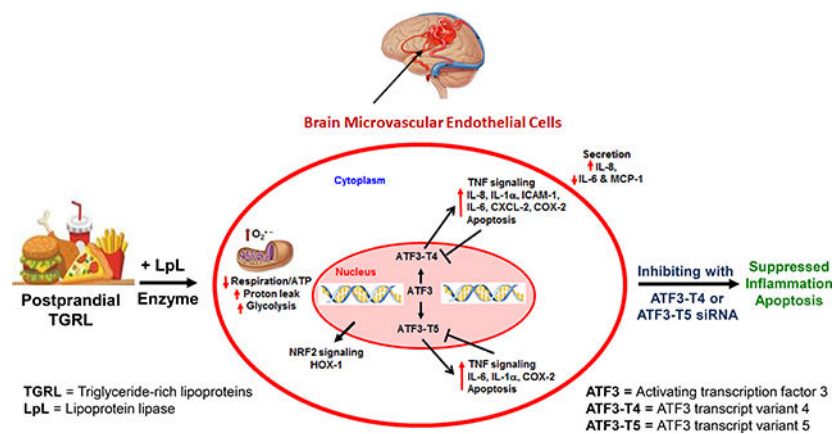 Brain Microvascular Endothelial Cells
Secretion
IL-8,
IL-6 & MCP-1
Cytoplasm
TNF signaling
IL-8, IL-1α, ICAM-1,
IL-6, CXCL-2, COX-2
Apoptosis
O₂•−
Respiration/ATP
Proton leak
Glycolysis
Nucleus
ATF3-T4
ATF3
ATF3-T5
NRF2 signaling
HOX-1
TNF signaling
IL-6, IL-1α, COX-2
Apoptosis
+ LpL
Enzyme
Postprandial
TGRL
Inhibiting with
ATF3-T4 or
ATF3-T5 siRNA
Suppressed
Inflammation
Apoptosis
TGRL = Triglyceride-rich lipoproteins
LpL = Lipoprotein lipase
ATF3 = Activating transcription factor 3
ATF3-T4 = ATF3 transcript variant 4
ATF3-T5 = ATF3 transcript variant 5